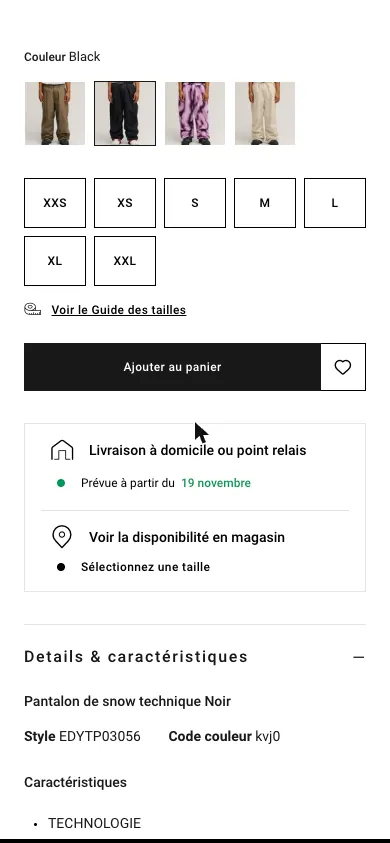 Couleur Black
XXS XS S M L
XL XXL
Voir le Guide des tailles
Ajouter au panier
Livraison à domicile ou point relais
Prévue à partir du 19 novembre
Voir la disponibilité en magasin
Sélectionnez une taille
Details & caractéristiques
Pantalon de snow technique Noir
Style EDYTP03056 Code couleur kvj0
Caractéristiques
• TECHNOLOGIE